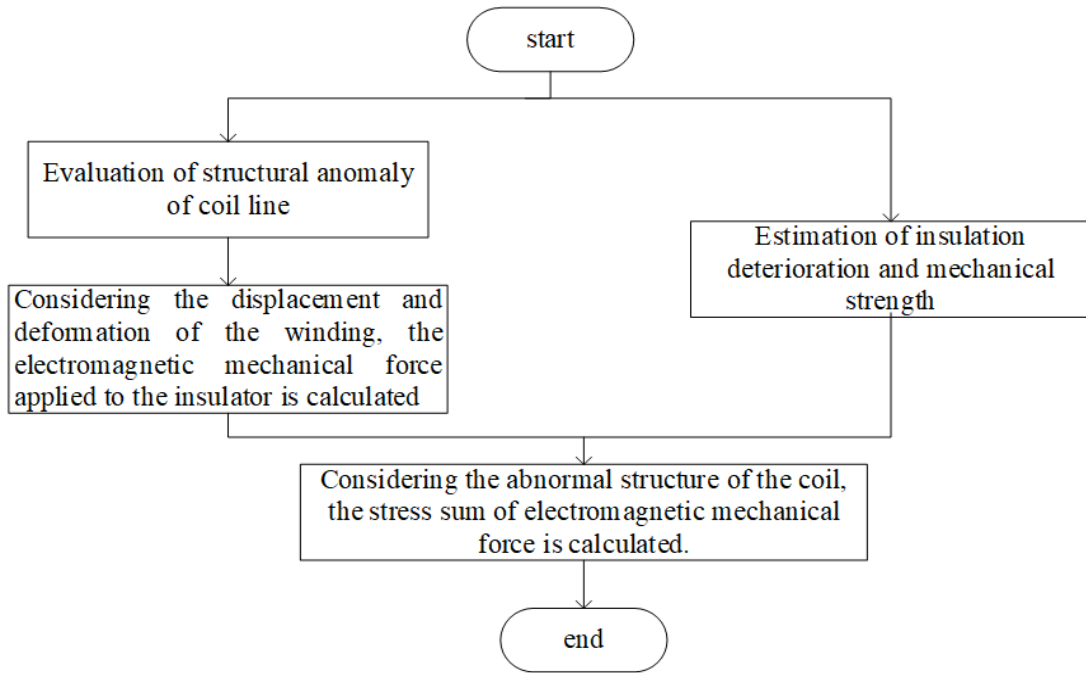 start
Evaluation of structural anomaly
of coil line
Considering the displacement and
deformation of the winding, the
electromagnetic mechanical force
applied to the insulator is calculated
Estimation of insulation
deterioration and mechanical
strength
Considering the abnormal structure of the coil,
the stress sum of electromagnetic mechanical
force is calculated.
end